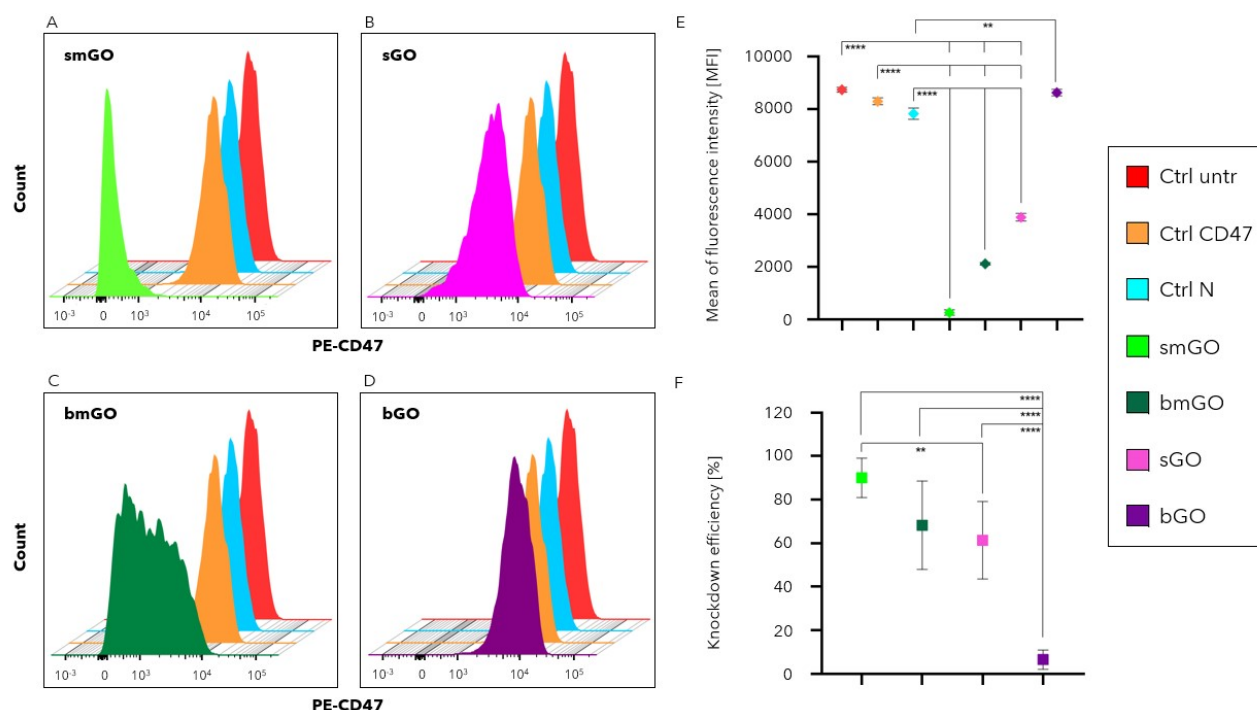 A
smGO
Count
10-3 0 103 104 105
PE-CD47
B
sGO
10-3 0 103 104 105
C
bmGO
Count
10-3 0 103 104 105
PE-CD47
D
bGO
10-3 0 103 104 105
E
Mean of fluorescence intensity [MFI]
10000
8000
6000
4000
2000
0
**
****
****
****
F
Knockdown efficiency [%]
120
100
80
60
40
20
0
****
****
****
**
Ctrl untr
Ctrl CD47
Ctrl N
smGO
bmGO
sGO
bGO